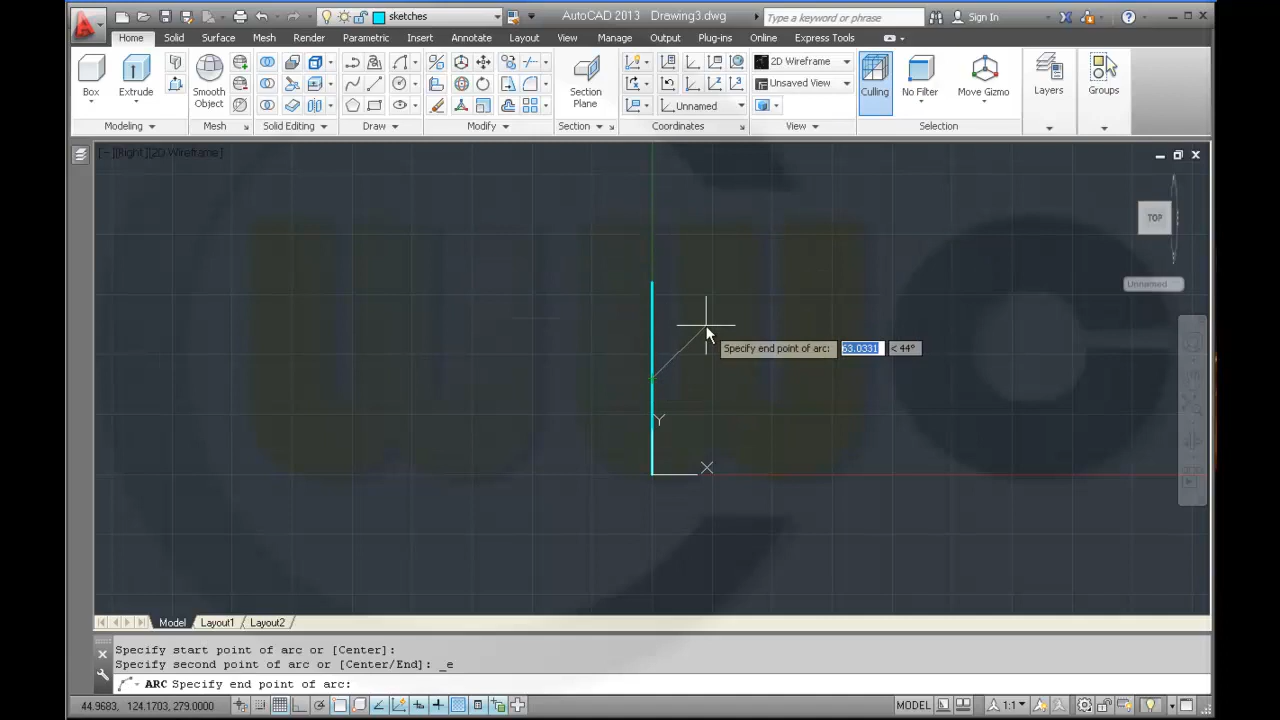 sketches
AutoCAD 2013 Drawing3.dwg
Type a keyword or phrase
Sign In
Home Solid Surface Mesh Render Parametric Insert Annotate Layout View Manage Output Plug-ins Online Express Tools
Box
Extrude
Smooth
Object
Section
Plane
2D Wireframe
Unsaved View
Unnamed
Culling
No Filter
Move Gizmo
Layers
Groups
Modeling Mesh Solid Editing Draw Modify Section Coordinates View Selection
[−][Right][2D Wireframe]
TOP
Unnamed
Specify end point of arc: 63.0331 < 44°
Y
X
Model Layout1 Layout2
Specify start point of arc or [Center]:
Specify second point of arc or [Center/End]: _e
ARC Specify end point of arc:
44.9683, 124.1703, 279.0000
MODEL
1:1